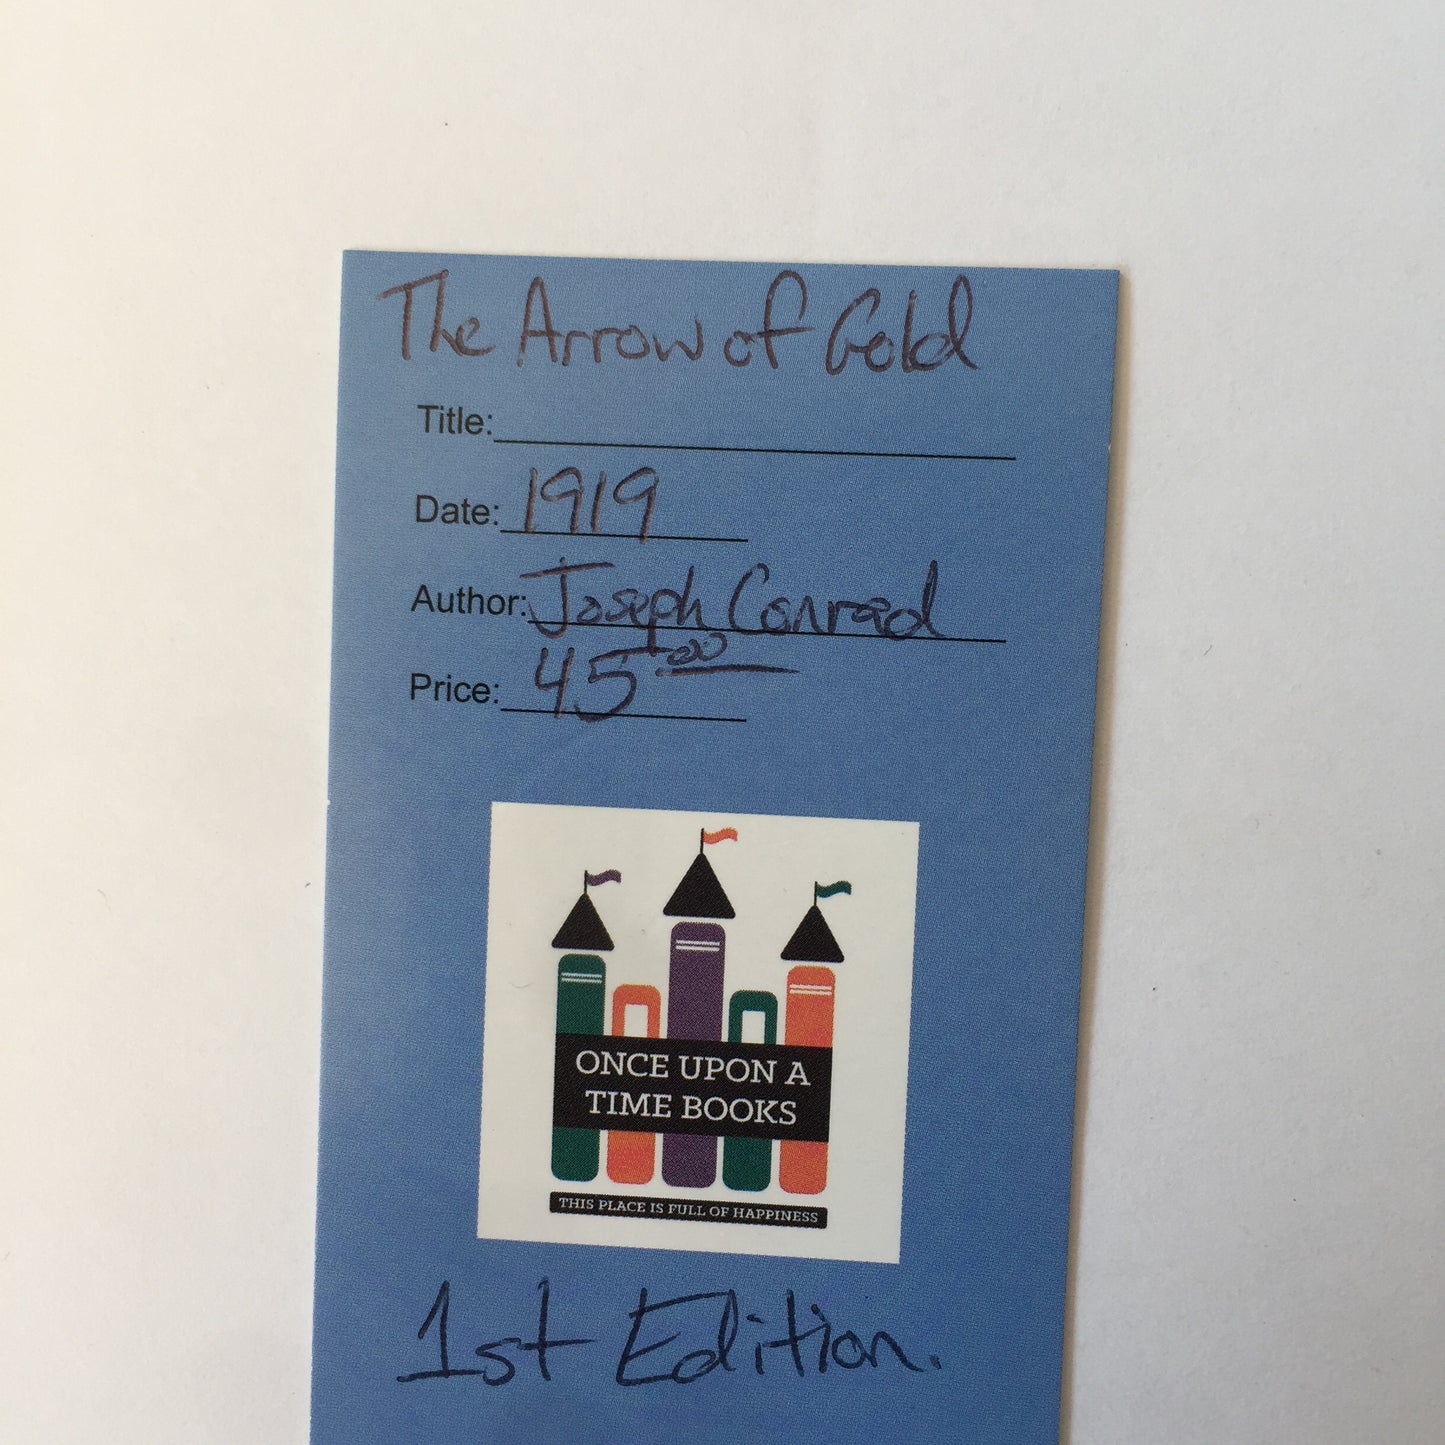 The Arrow of Gold
Title:
Date: 1919
Author: Joseph Conrad
Price: 45 00
ONCE UPON A
TIME BOOKS
THIS PLACE IS FULL OF HAPPINESS
1st Edition.